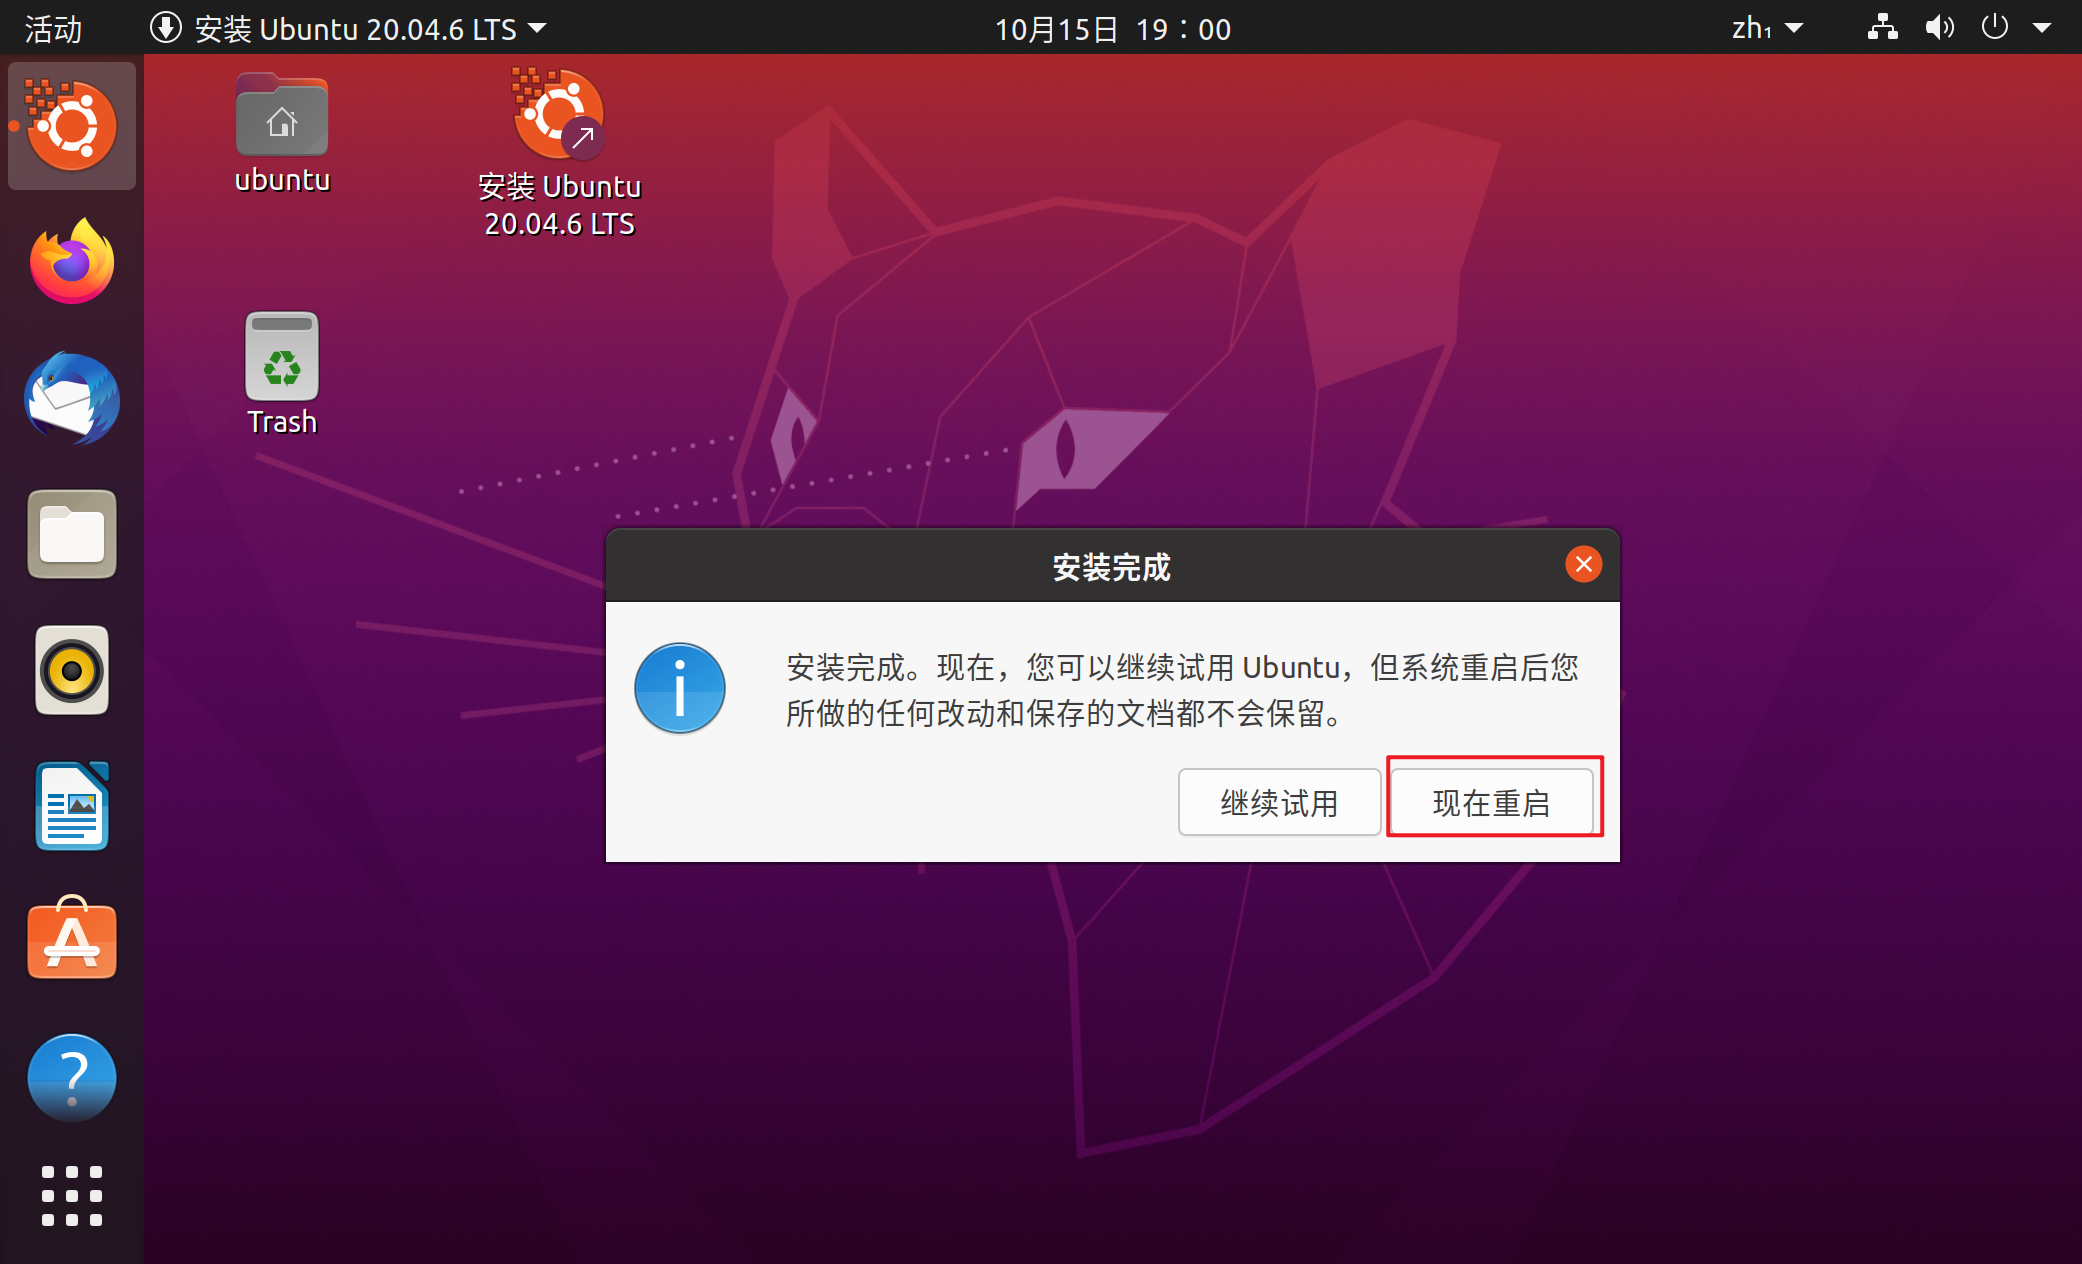 活动
安装 Ubuntu 20.04.6 LTS
10月15日 19：00
zh₁
ubuntu
安装 Ubuntu
20.04.6 LTS
Trash
安装完成
安装完成。现在，您可以继续试用 Ubuntu，但系统重启后您
所做的任何改动和保存的文档都不会保留。
继续试用
现在重启